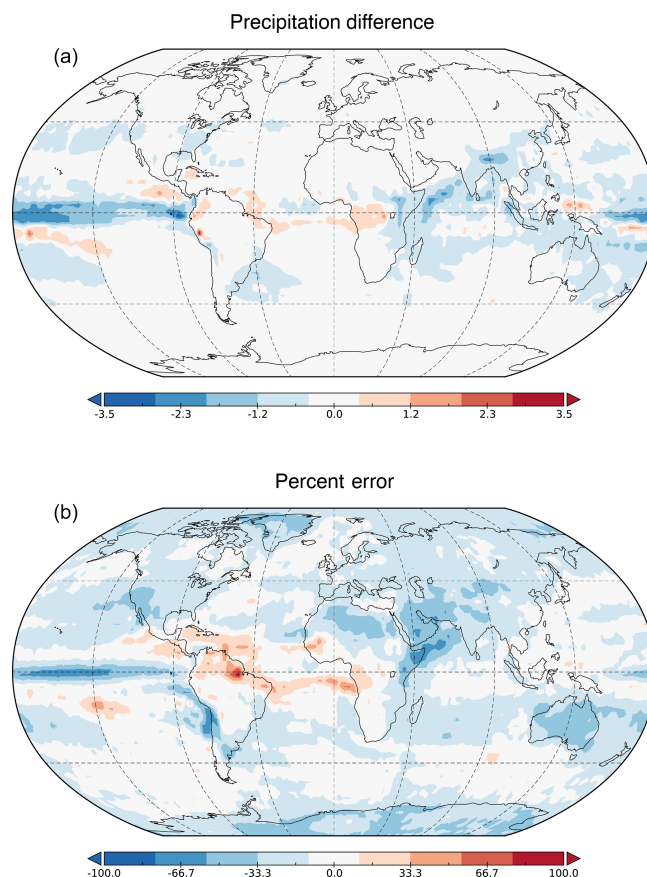 Precipitation difference
(a)
-3.5 -2.3 -1.2 0.0 1.2 2.3 3.5
Percent error
(b)
-100.0 -66.7 -33.3 0.0 33.3 66.7 100.0